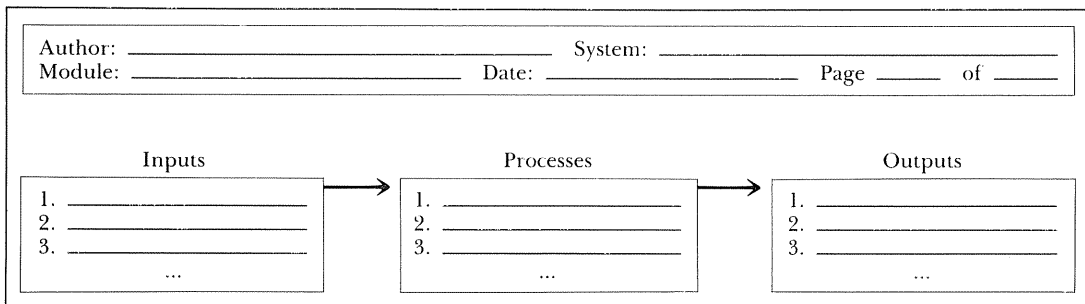 Author: System:
Module: Date: Page of
Inputs Processes Outputs
1. 1. 1.
2. 2. 2.
3. 3. 3.
... ... ...